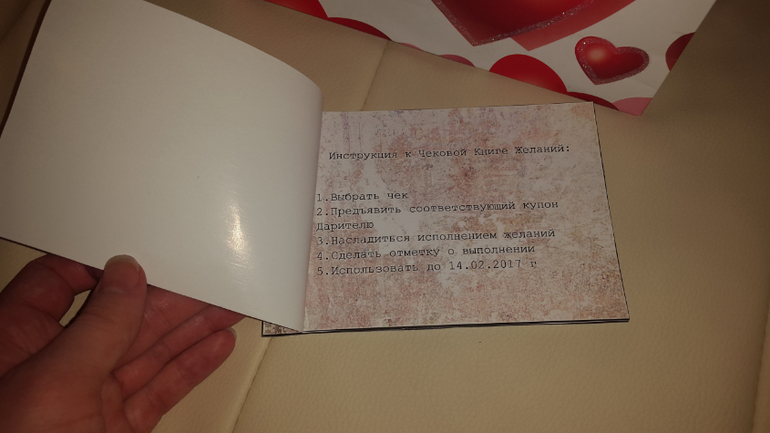 Инструкция к Чековой Книге Желаний:
1.Выбрать чек
2.Предъявить соответствующий купон
Дарителю
3.Насладиться исполнением желаний
4.Сделать отметку о выполнении
5.Использовать до 14.02.2017 г